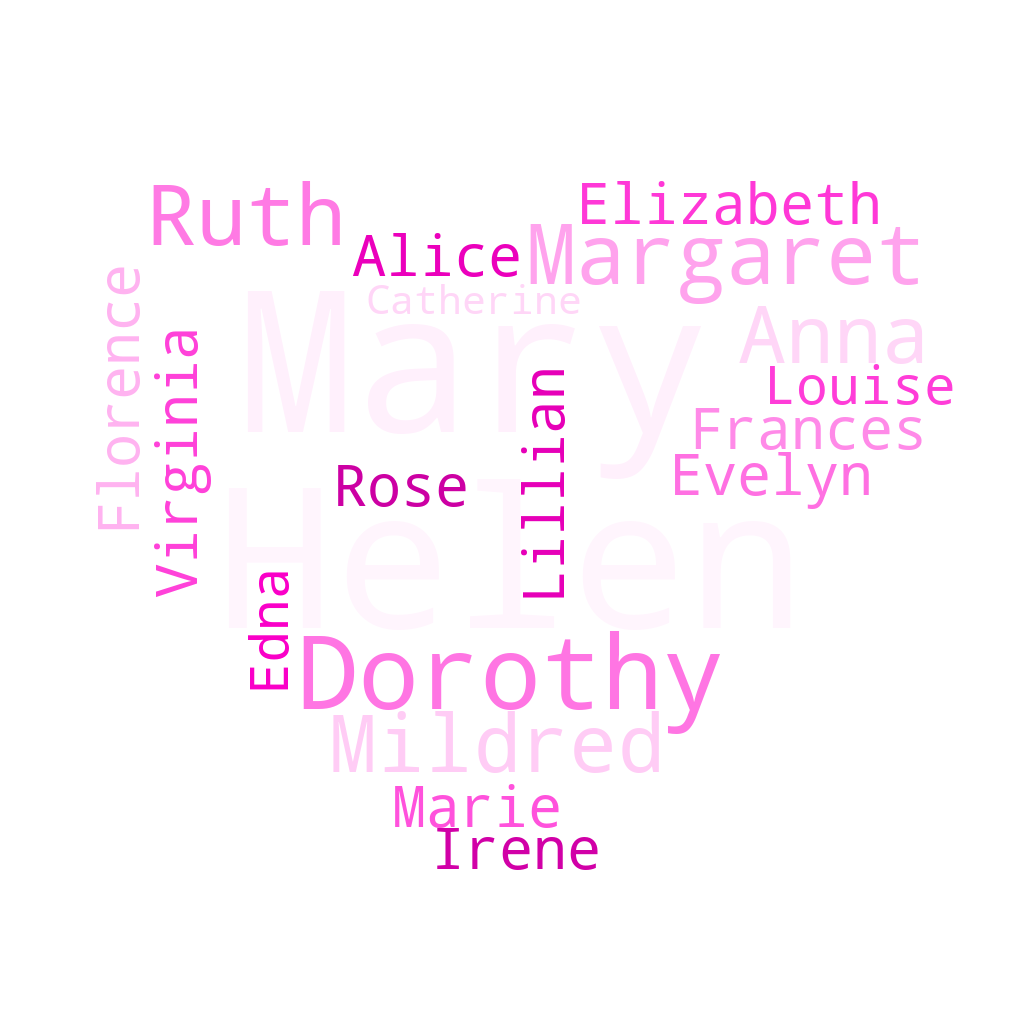 Ruth
Elizabeth
Alice
Margaret
Catherine
Mary
Anna
Florence
Virginia
Louise
Frances
Lillian
Evelyn
Rose
Helen
Edna
Dorothy
Mildred
Marie
Irene